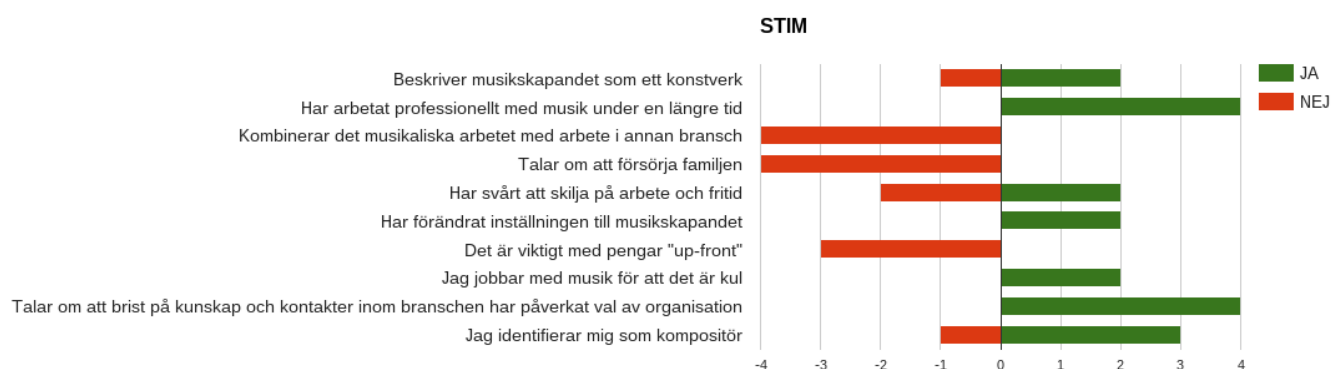 STIM
JA
NEJ
Beskriver musikskapandet som ett konstverk
Har arbetat professionellt med musik under en längre tid
Kombinerar det musikaliska arbetet med arbete i annan bransch
Talar om att försörja familjen
Har svårt att skilja på arbete och fritid
Har förändrat inställningen till musikskapandet
Det är viktigt med pengar "up-front"
Jag jobbar med musik för att det är kul
Talar om att brist på kunskap och kontakter inom branschen har påverkat val av organisation
Jag identifierar mig som kompositör
-4 -3 -2 -1 0 1 2 3 4